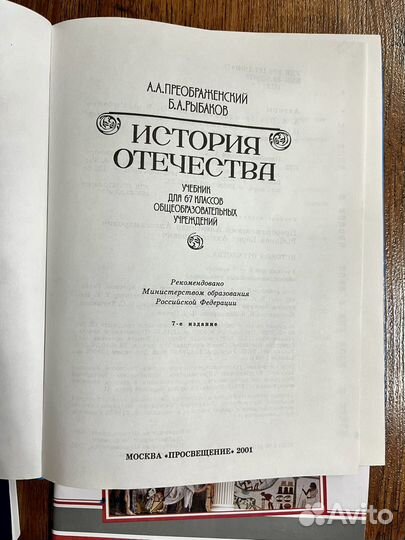 А.А.ПРЕОБРАЖЕНСКИЙ
Б.А.РЫБАКОВ
ИСТОРИЯ
ОТЕЧЕСТВА
УЧЕБНИК
ДЛЯ 6-7 КЛАССОВ
ОБЩЕОБРАЗОВАТЕЛЬНЫХ
УЧРЕЖДЕНИЙ
Рекомендовано
Министерством образования
Российской Федерации
7-е издание
МОСКВА «ПРОСВЕЩЕНИЕ» 2001
Avito